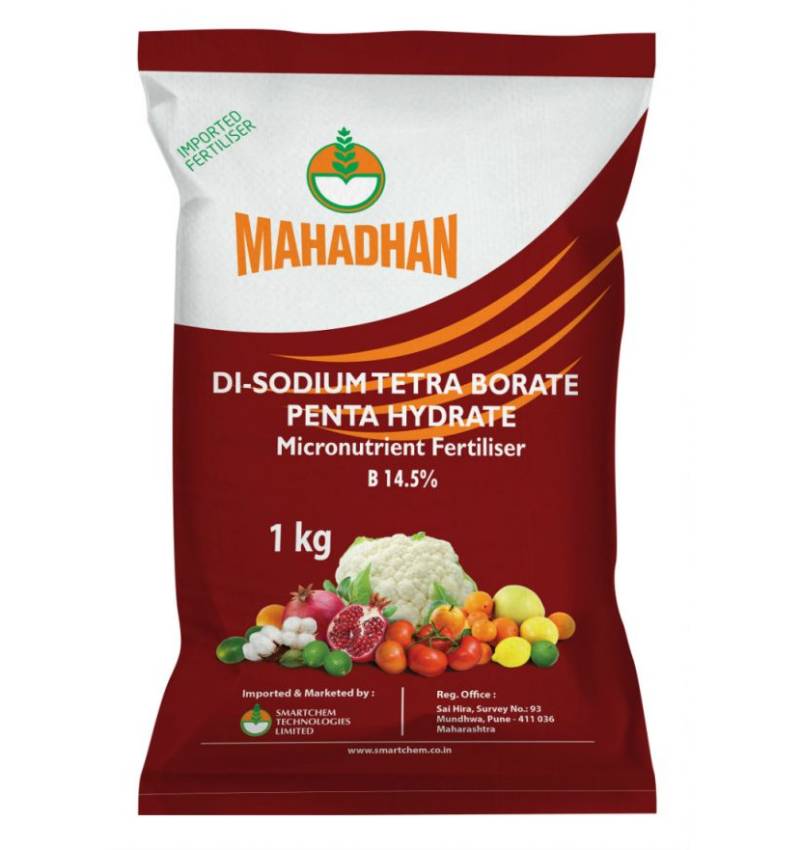 IMPORTED
FERTILISER
MAHADHAN
DI-SODIUM TETRA BORATE
PENTA HYDRATE
Micronutrient Fertiliser
B 14.5%
1 kg
Imported & Marketed by :
SMARTCHEM
TECHNOLOGIES
LIMITED
Reg. Office :
Sai Hira, Survey No.: 93
Mundhwa, Pune - 411 036
Maharashtra
www.smartchem.co.in